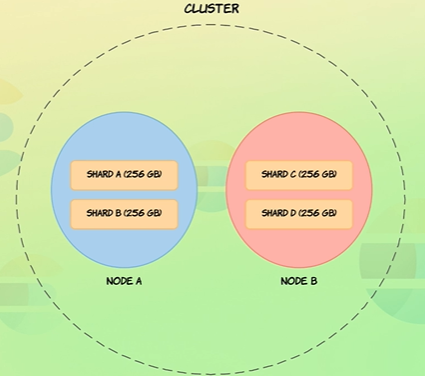 CLUSTER
SHARD A (256 GB)
SHARD B (256 GB)
NODE A
SHARD C (256 GB)
SHARD D (256 GB)
NODE B